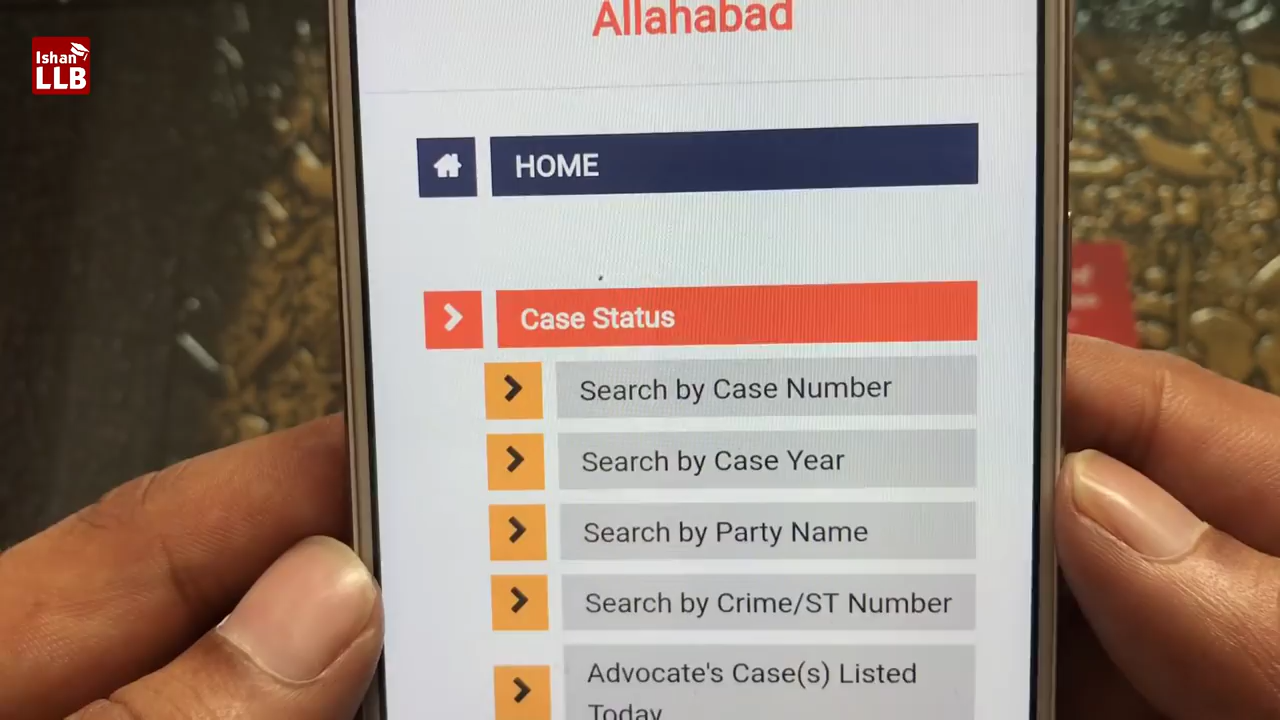 Ishan
LLB
Allahabad
HOME
Case Status
Search by Case Number
Search by Case Year
Search by Party Name
Search by Crime/ST Number
Advocate's Case(s) Listed
Today